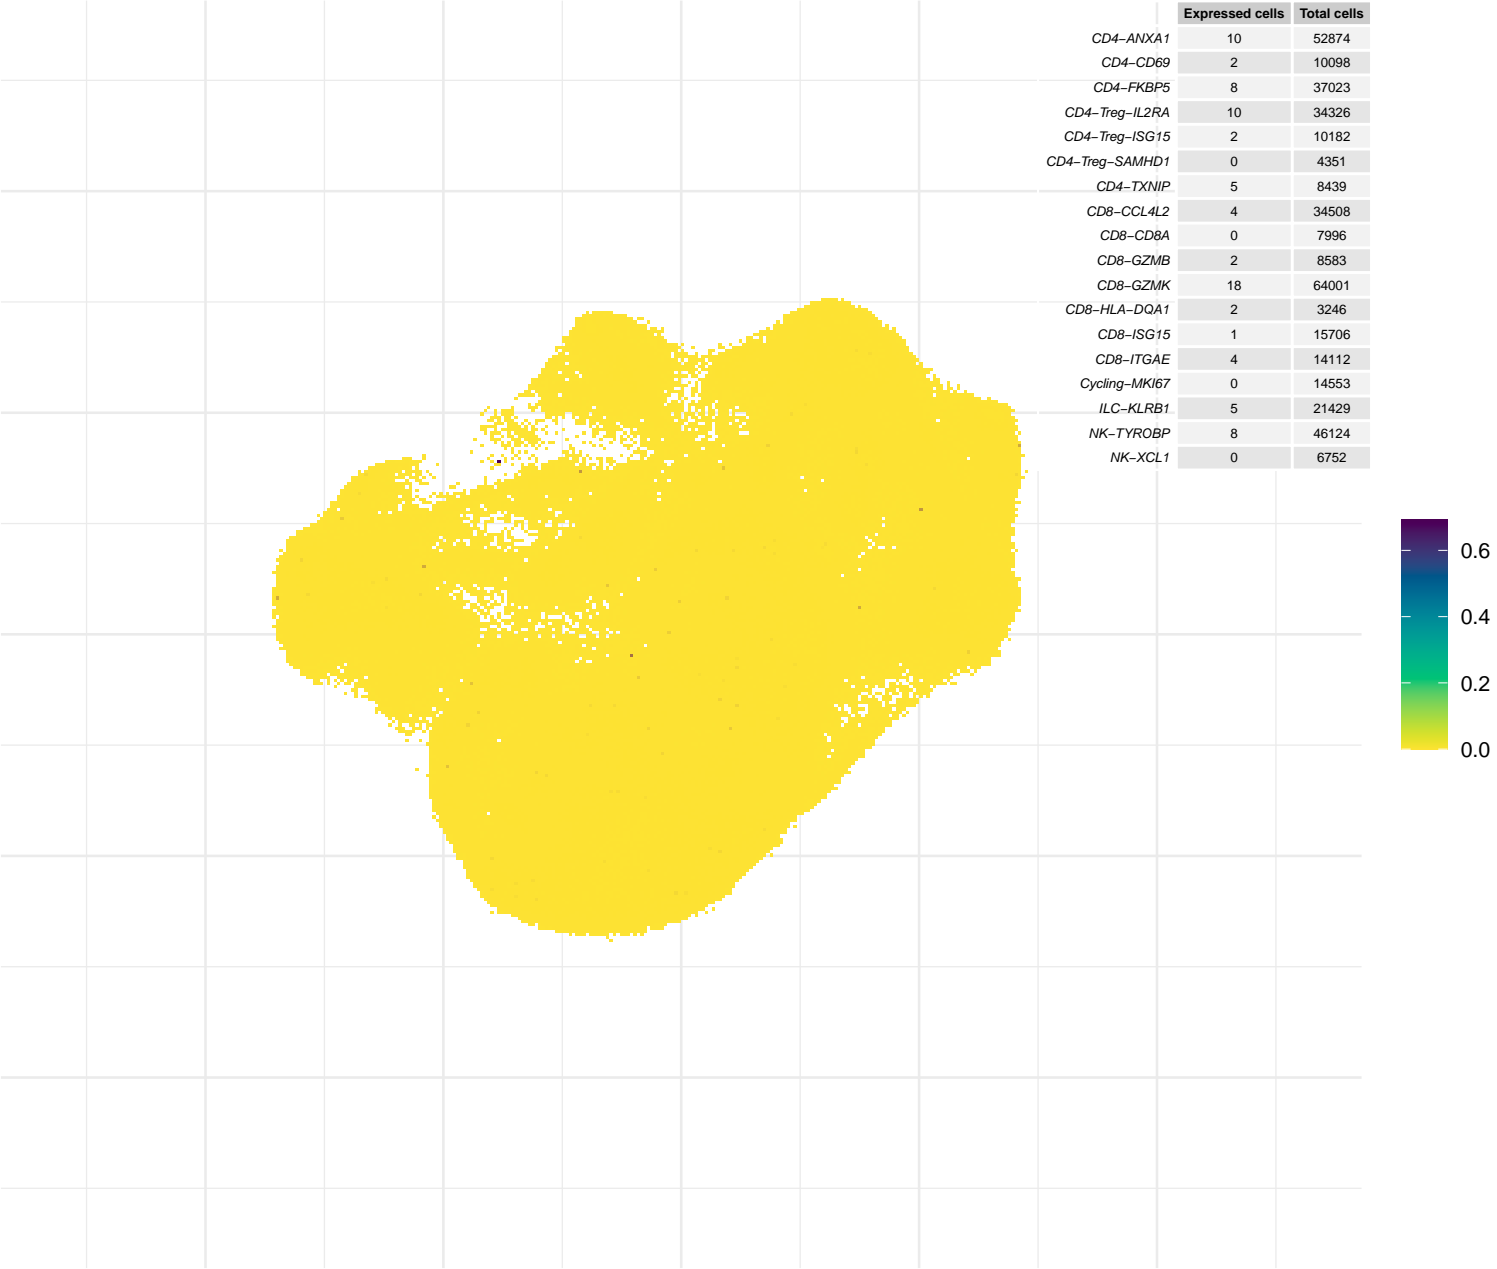 Expressed cells Total cells
CD4−ANXA1 10 52874
CD4−CD69 2 10098
CD4−FKBP5 8 37023
CD4−Treg−IL2RA 10 34326
CD4−Treg−ISG15 2 10182
CD4−Treg−SAMHD1 0 4351
CD4−TXNIP 5 8439
CD8−CCL4L2 4 34508
CD8−CD8A 0 7996
CD8−GZMB 2 8583
CD8−GZMK 18 64001
CD8−HLA−DQA1 2 3246
CD8−ISG15 1 15706
CD8−ITGAE 4 14112
Cycling−MKI67 0 14553
ILC−KLRB1 5 21429
NK−TYROBP 8 46124
NK−XCL1 0 6752
0.6
0.4
0.2
0.0